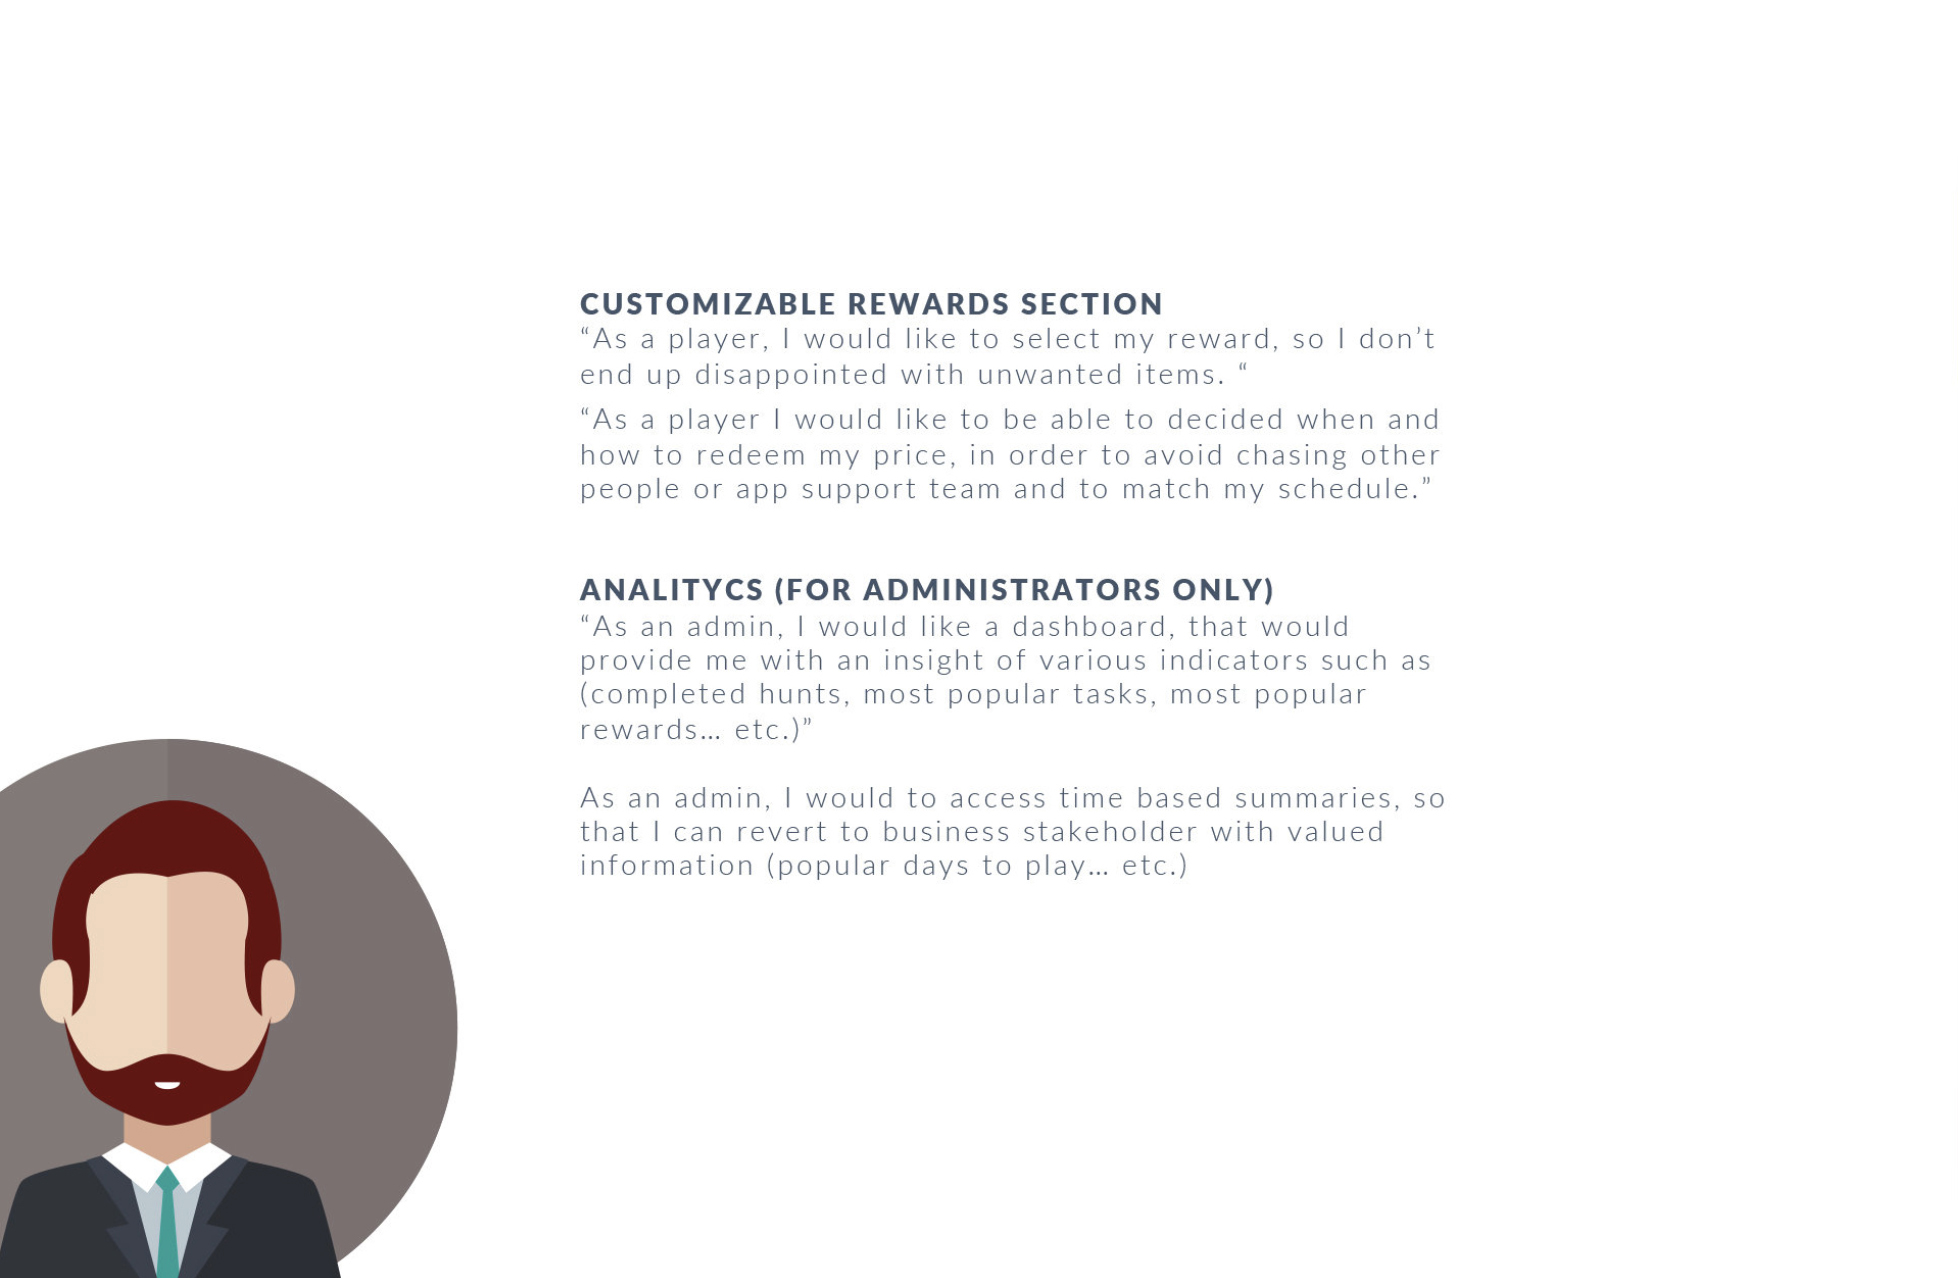 CUSTOMIZABLE REWARDS SECTION
“As a player, I would like to select my reward, so I don’t
end up disappointed with unwanted items. “
“As a player I would like to be able to decided when and
how to redeem my price, in order to avoid chasing other
people or app support team and to match my schedule.”
ANALITYCS (FOR ADMINISTRATORS ONLY)
“As an admin, I would like a dashboard, that would
provide me with an insight of various indicators such as
(completed hunts, most popular tasks, most popular
rewards… etc.)”
As an admin, I would to access time based summaries, so
that I can revert to business stakeholder with valued
information (popular days to play… etc.)